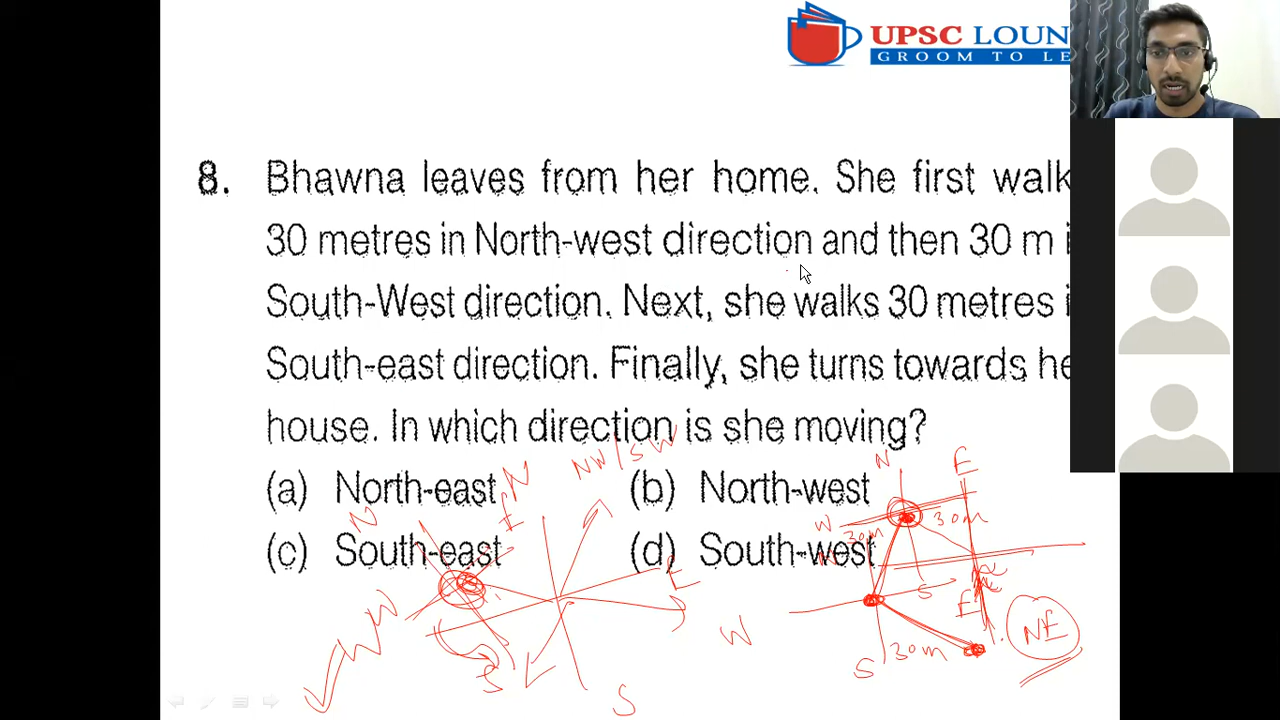 UPSC LOUN
GROOM TO LE
8. Bhawna leaves from her home. She first walk
30 metres in North-west direction and then 30 m i
South-West direction. Next, she walks 30 metres i
South-east direction. Finally, she turns towards he
house. In which direction is she moving?
(a) North-east (b) North-west
(c) South-east (d) South-west
NW/SW
N
N
E
W
S
E
W
S
N
E
W
30m
30m
S
E
S
30m
NE